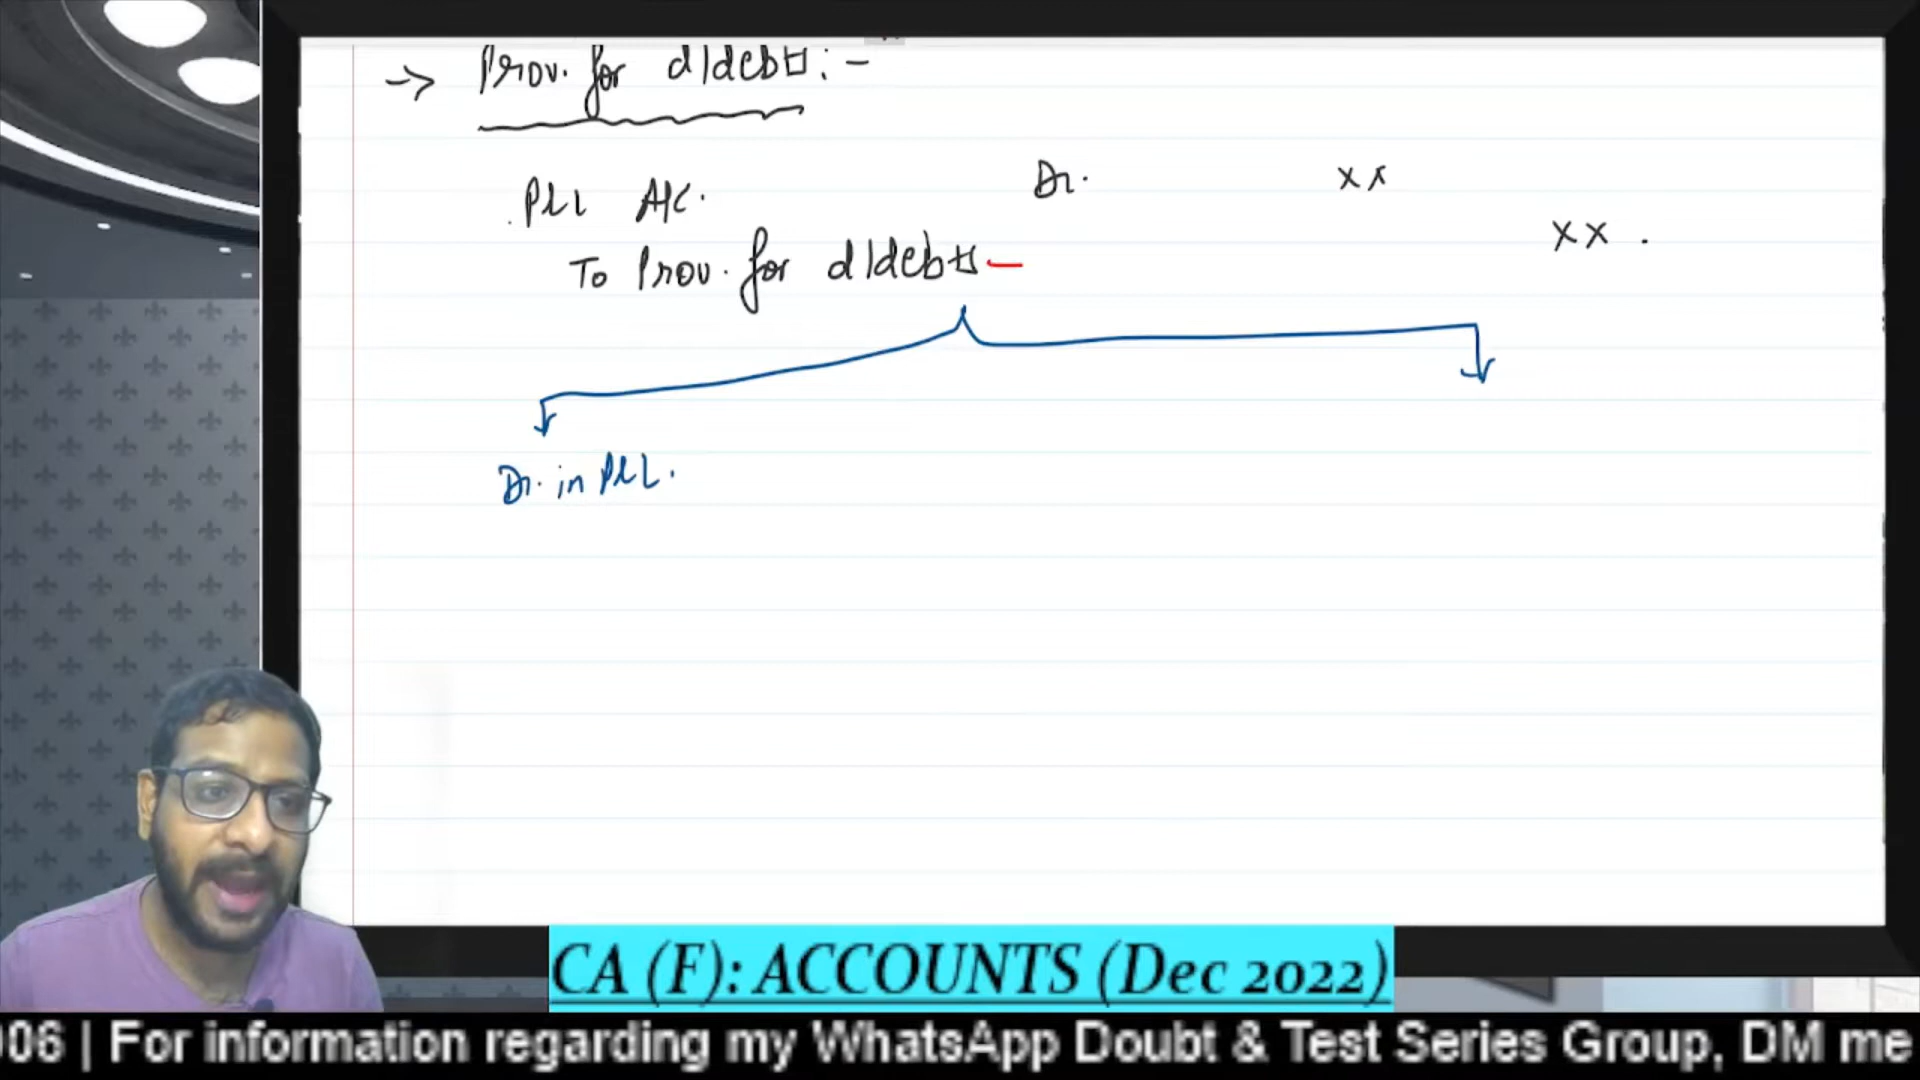 -> Prov. for d/debts :-
P&L A/c. Dr. xx
To Prov. for d/debts xx .
Dr. in P&L.
CA (F): ACCOUNTS (Dec 2022)
006 | For information regarding my WhatsApp Doubt & Test Series Group, DM me